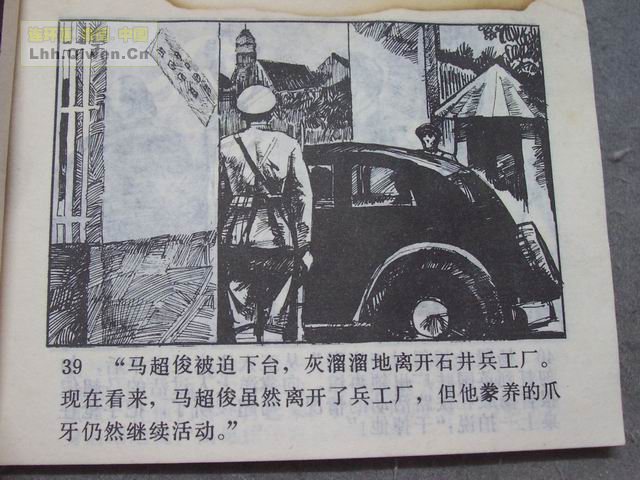 连环画 中国
Lhh.Qiwen.Cn
39 “马超俊被迫下台，灰溜溜地离开石井兵工厂。
现在看来，马超俊虽然离开了兵工厂，但他豢养的爪
牙仍然继续活动。”